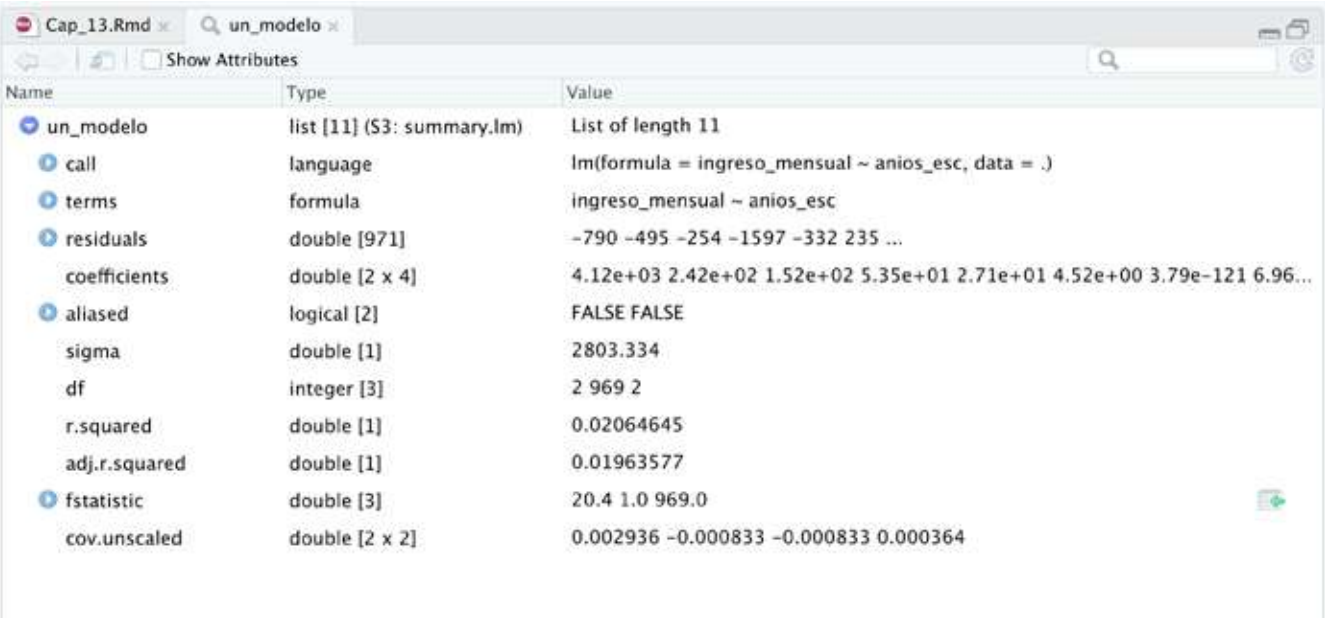 Cap_13.Rmd un_modelo
Show Attributes
Name Type Value
un_modelo list [11] (S3: summary.lm) List of length 11
call language lm(formula = ingreso_mensual ~ anios_esc, data = .)
terms formula ingreso_mensual ~ anios_esc
residuals double [971] -790 -495 -254 -1597 -332 235 ...
coefficients double [2 x 4] 4.12e+03 2.42e+02 1.52e+02 5.35e+01 2.71e+01 4.52e+00 3.79e-121 6.96...
aliased logical [2] FALSE FALSE
sigma double [1] 2803.334
df integer [3] 2 969 2
r.squared double [1] 0.02064645
adj.r.squared double [1] 0.01963577
fstatistic double [3] 20.4 1.0 969.0
cov.unscaled double [2 x 2] 0.002936 -0.000833 -0.000833 0.000364